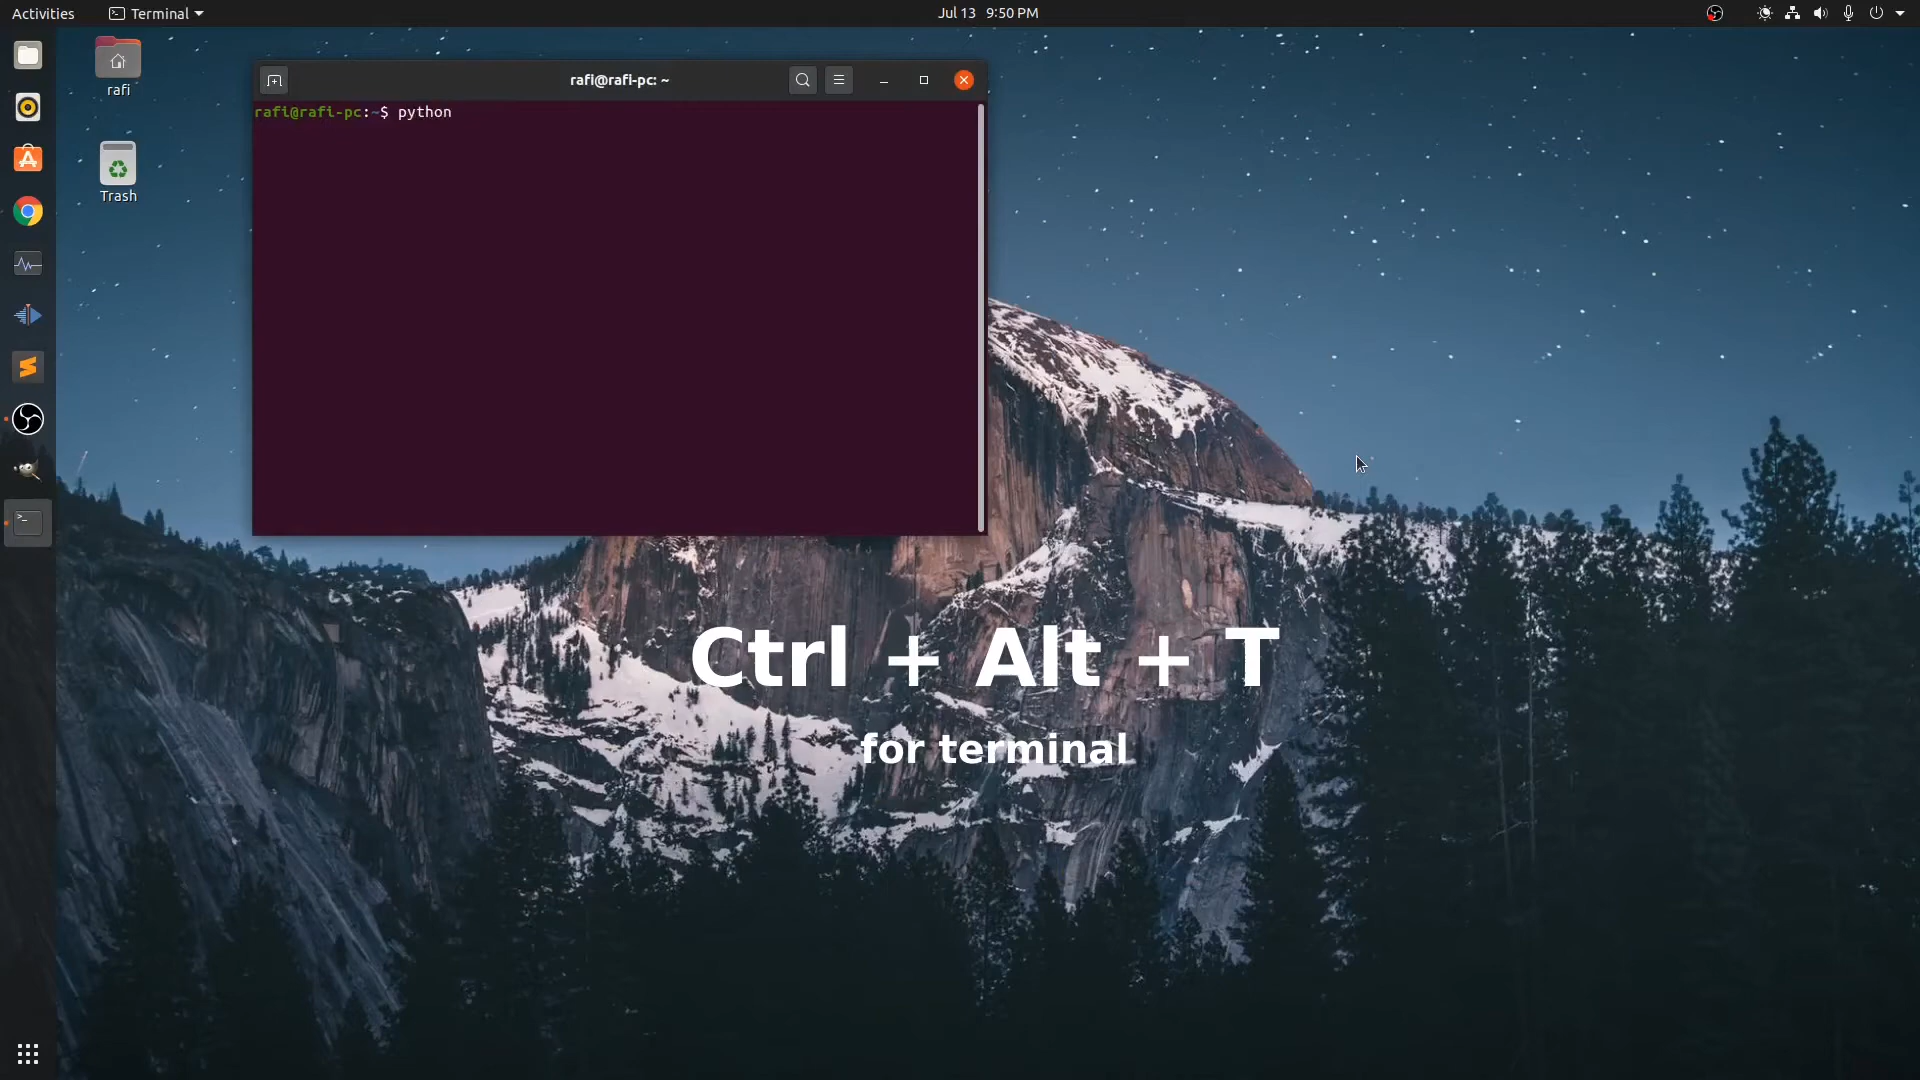 Activities
Terminal
Jul 13 9:50 PM
rafi
Trash
rafi@rafi-pc: ~
rafi@rafi-pc:~$ python
Ctrl + Alt + T
for terminal